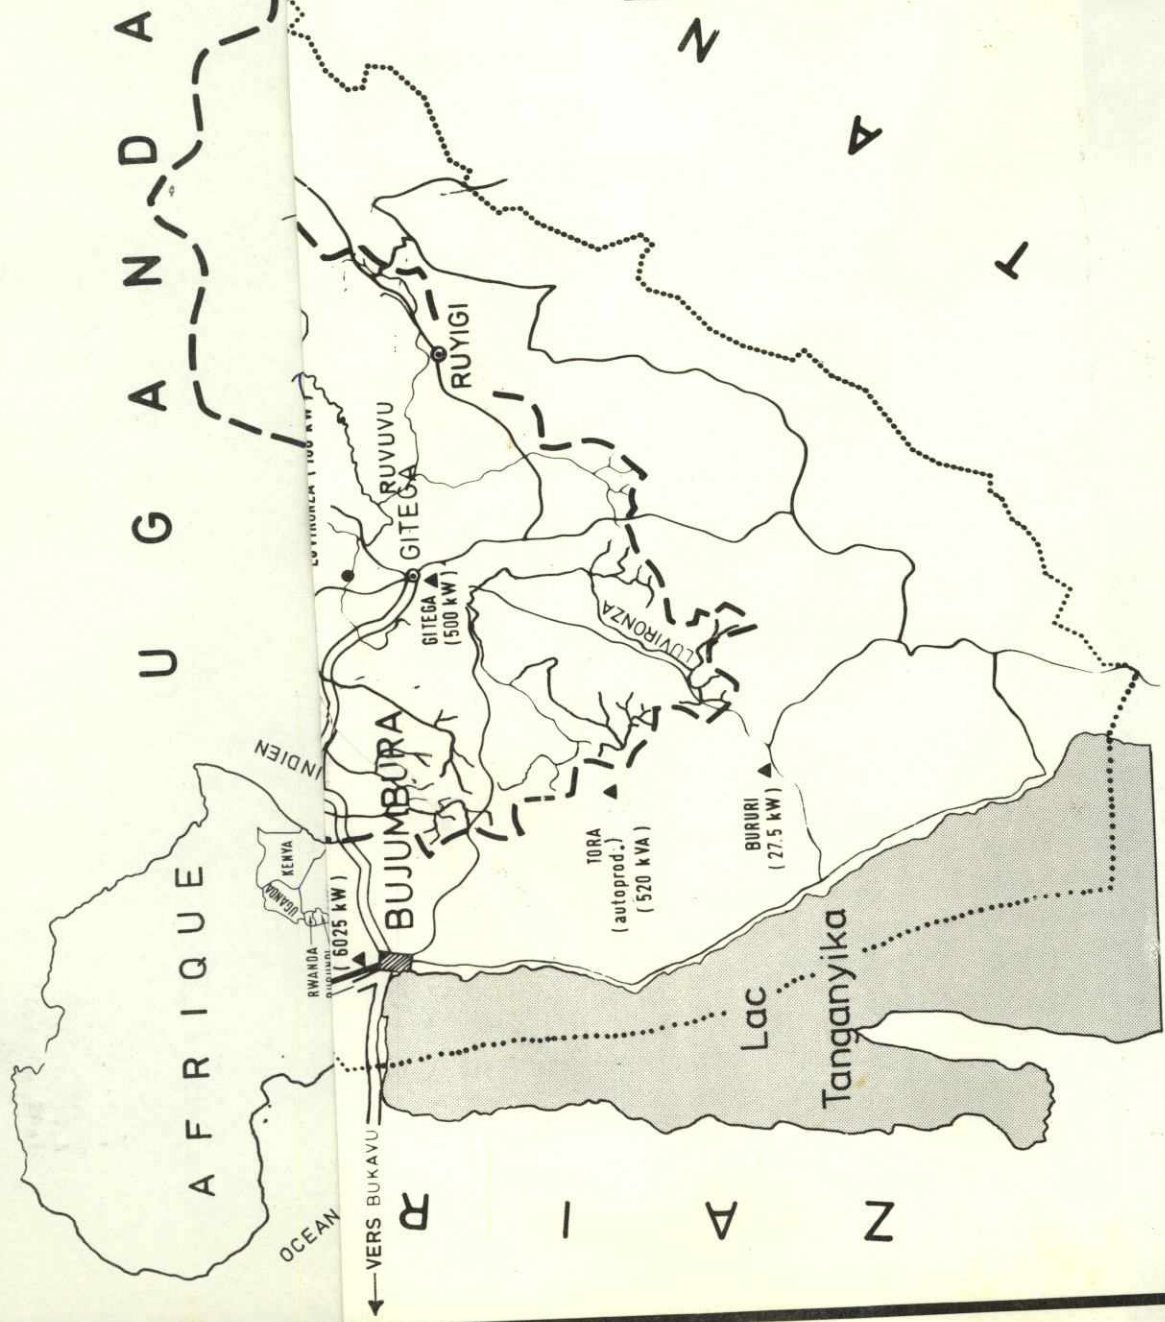 U G A N D A
AFRIQUE
INDIEN
OCEAN
KENYA
UGANDA
RWANDA
( 6025 kW )
BUJUMBURA
VERS BUKAVU
GITEGA
RUVUVU
RUYIGI
GITEGA
(500 kW)
LUVIRONZA
TORA
(autoprod.)
( 520 kVA )
BURURI
( 27.5 kW )
Lac
Tanganyika
Z A I R
T A N